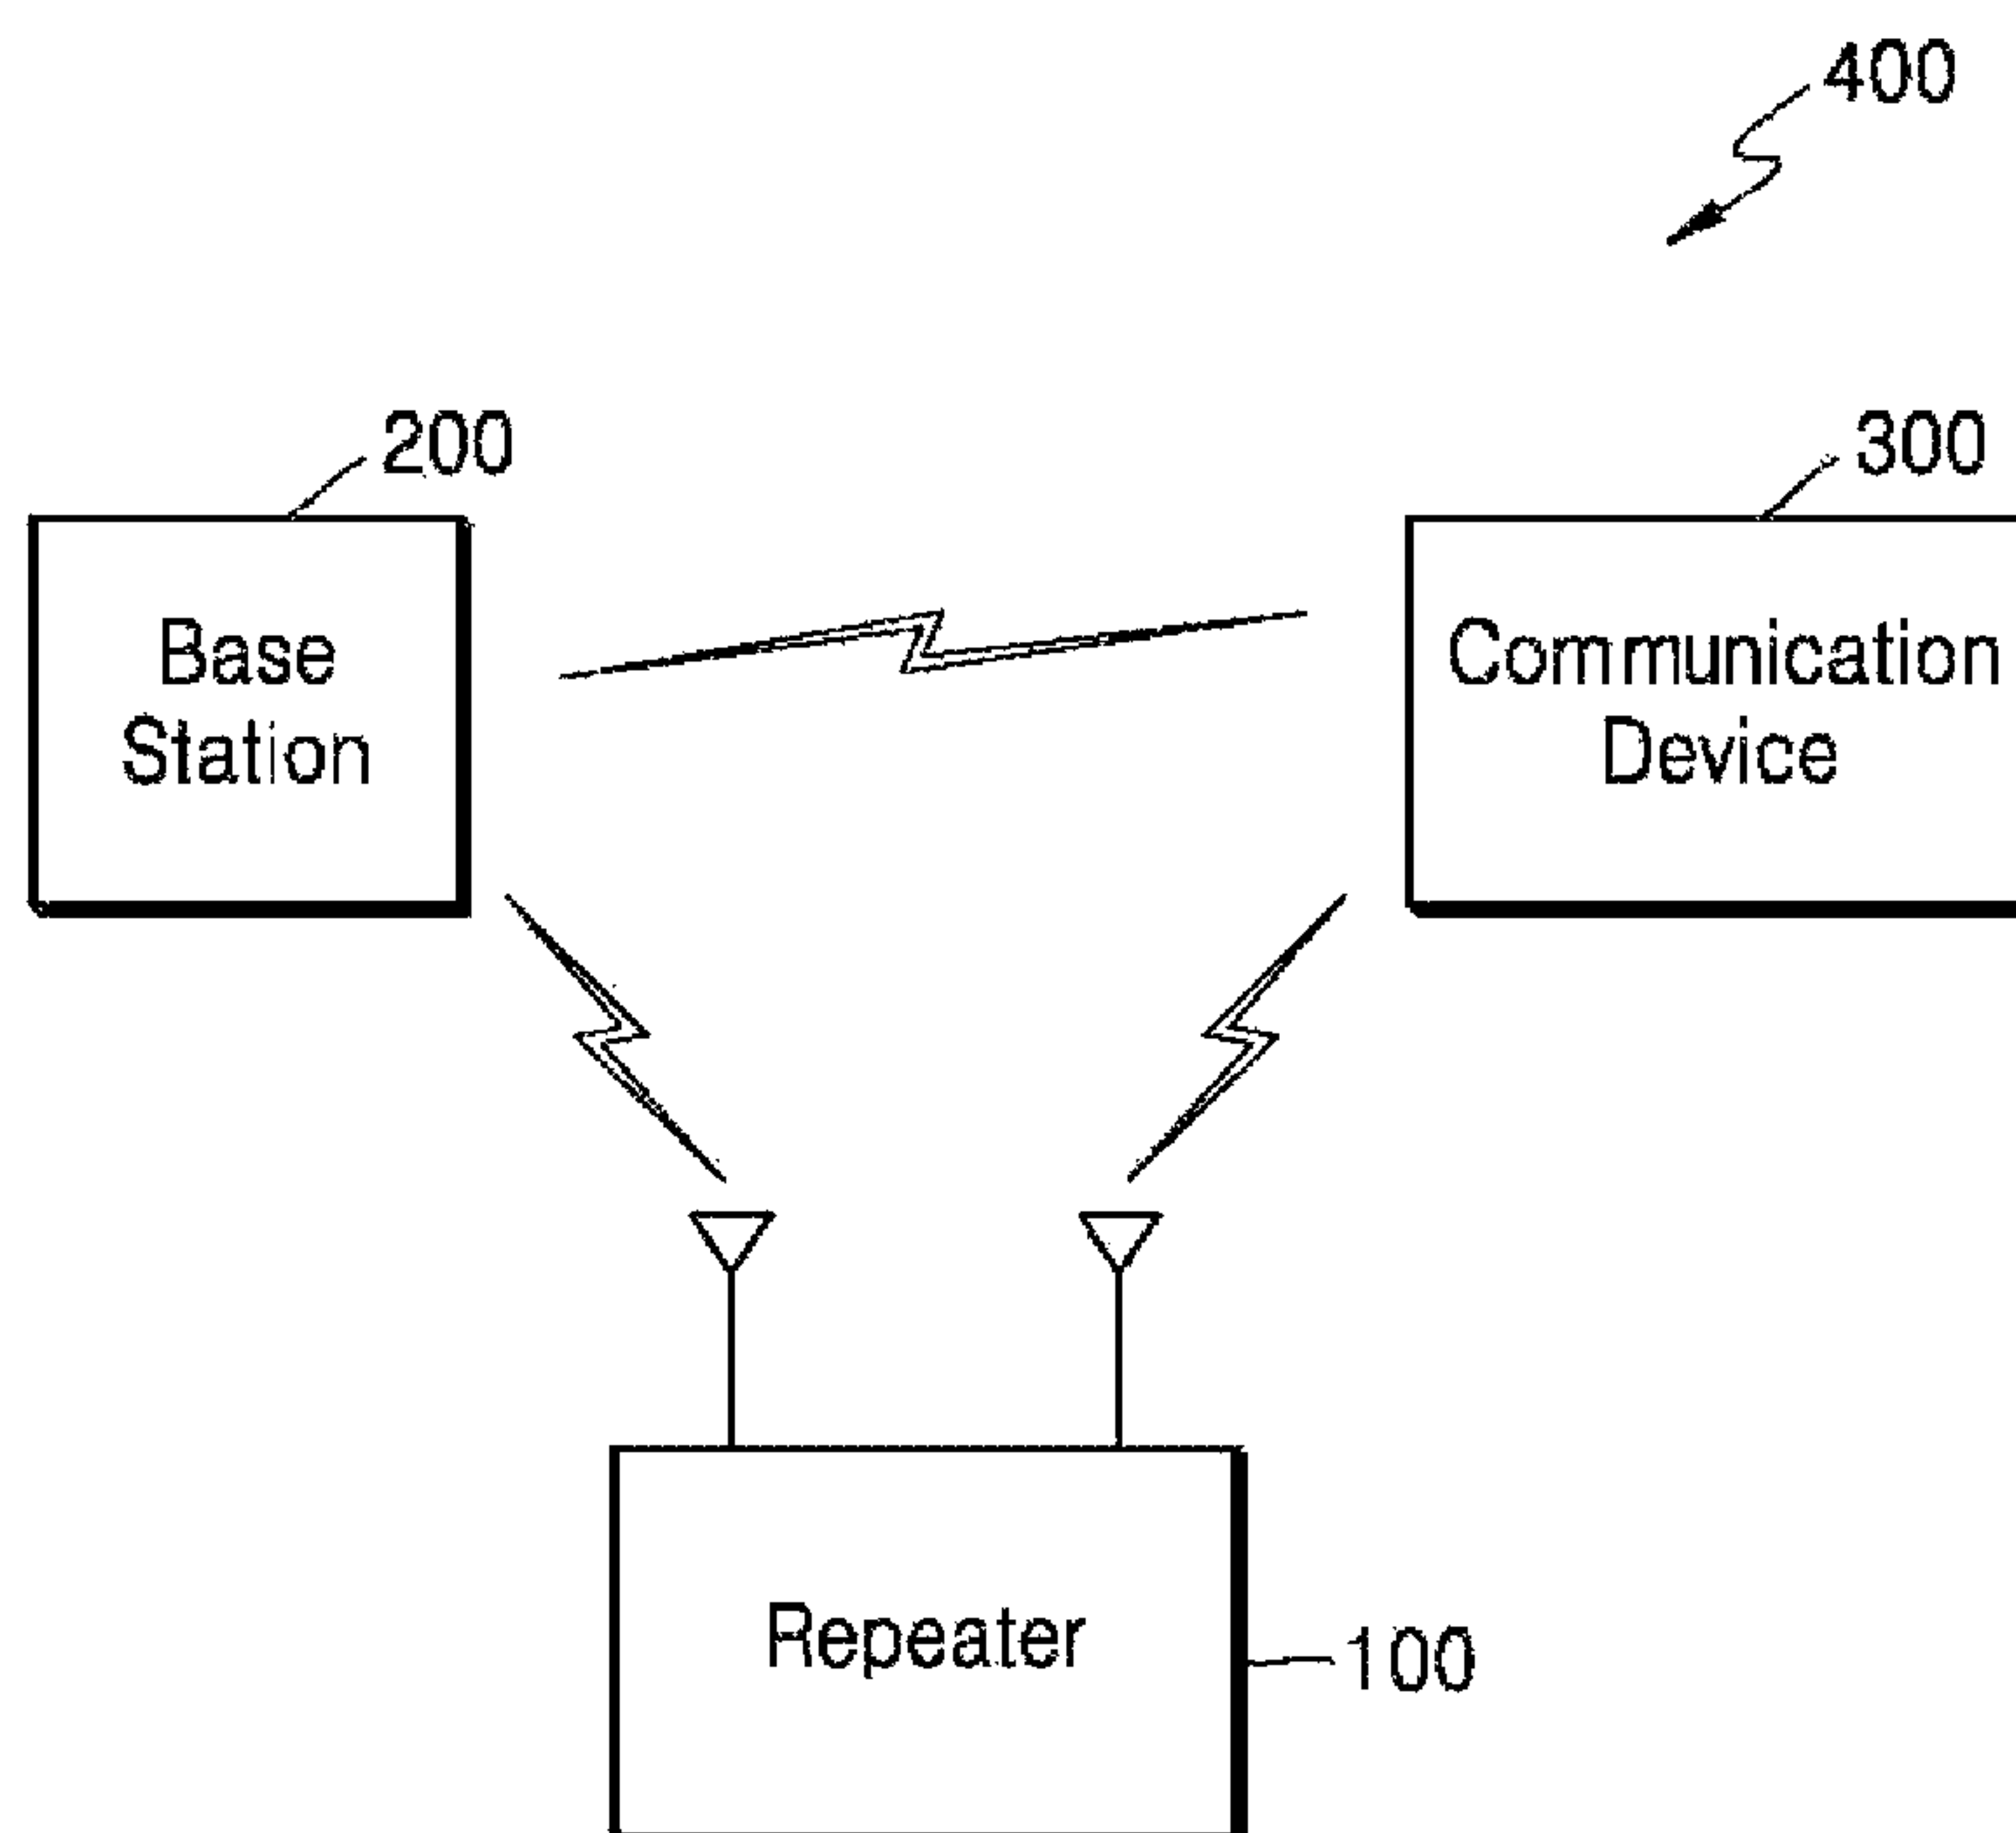 400
200
300
Base
Station
Communication
Device
Repeater
100